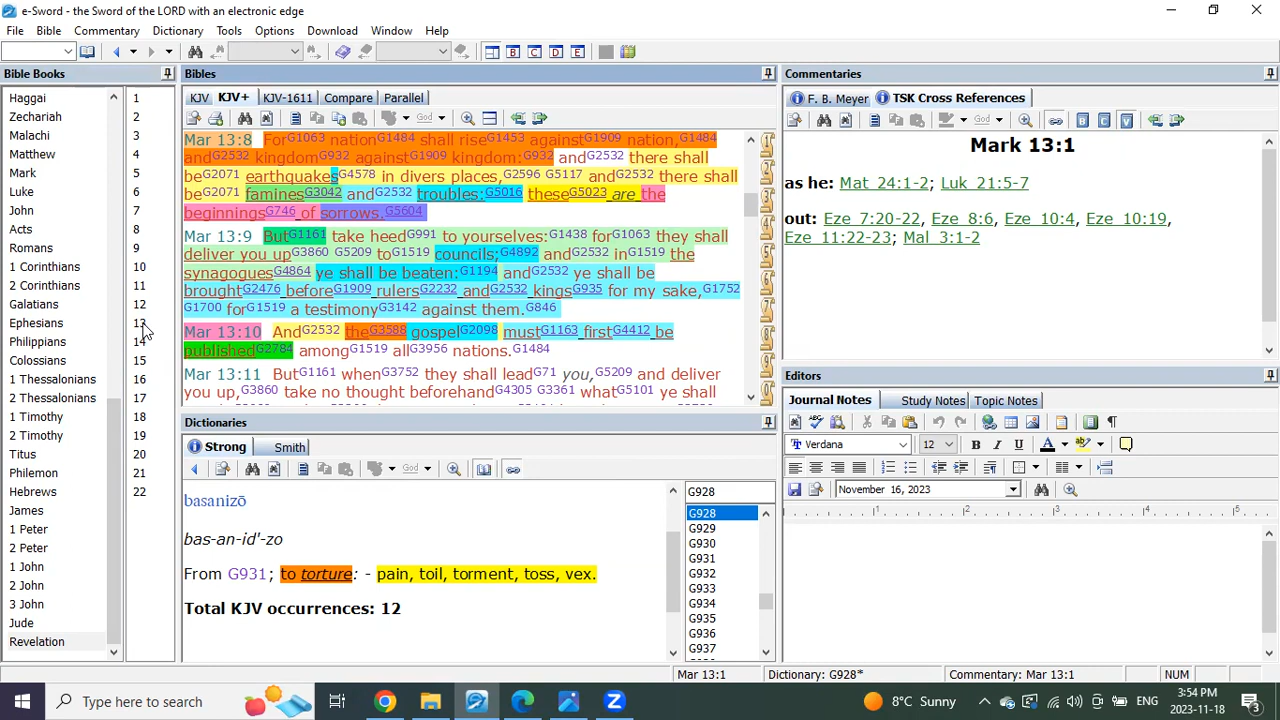 e-Sword - the Sword of the LORD with an electronic edge
File Bible Commentary Dictionary Tools Options Download Window Help
B C D E
Bible Books
Haggai
Zechariah
Malachi
Matthew
Mark
Luke
John
Acts
Romans
1 Corinthians
2 Corinthians
Galatians
Ephesians
Philippians
Colossians
1 Thessalonians
2 Thessalonians
1 Timothy
2 Timothy
Titus
Philemon
Hebrews
James
1 Peter
2 Peter
1 John
2 John
3 John
Jude
Revelation
1
2
3
4
5
6
7
8
9
10
11
12
13
14
15
16
17
18
19
20
21
22
Bibles
KJV KJV+ KJV-1611 Compare Parallel
Mar 13:8 ForG1063 nationG1484 shall riseG1453 againstG1909 nation,G1484
andG2532 kingdomG932 againstG1909 kingdom:G932 andG2532 there shall
beG2071 earthquakesG4578 in divers places,G2596 G5117 andG2532 there shall
beG2071 faminesG3042 andG2532 troubles:G5016 theseG5023 are the
beginningsG746 of sorrows.G5604
Mar 13:9 ButG1161 take heedG991 to yourselves:G1438 forG1063 they shall
deliver you upG3860 G5209 toG1519 councils;G4892 andG2532 inG1519 the
synagoguesG4864 ye shall be beaten:G1194 andG2532 ye shall be
broughtG2476 beforeG1909 rulersG2232 andG2532 kingsG935 for my sake,G1752
G1700 forG1519 a testimonyG3142 against them.G846
Mar 13:10 AndG2532 theG3588 gospelG2098 mustG1163 firstG4412 be
publishedG2784 amongG1519 allG3956 nations.G1484
Mar 13:11 ButG1161 whenG3752 they shall leadG71 you,G5209 and deliver
you up,G3860 take no thought beforehandG4305 G3361 whatG5101 ye shall
Dictionaries
Strong Smith
God
basanizō
bas-an-id'-zo
From G931; to torture: - pain, toil, torment, toss, vex.
Total KJV occurrences: 12
G928
G928
G929
G930
G931
G932
G933
G934
G935
G936
G937
Commentaries
F. B. Meyer TSK Cross References
God B C V
Mark 13:1
as he: Mat_24:1-2; Luk_21:5-7
out: Eze_7:20-22, Eze_8:6, Eze_10:4, Eze_10:19,
Eze_11:22-23; Mal_3:1-2
Editors
Journal Notes Study Notes Topic Notes
Verdana 12 B I U A ab
November 16, 2023
1 2 3 4 5
Mar 13:1 Dictionary: G928* Commentary: Mar 13:1 NUM
Type here to search
8°C Sunny
ENG
3:54 PM
2023-11-18
3